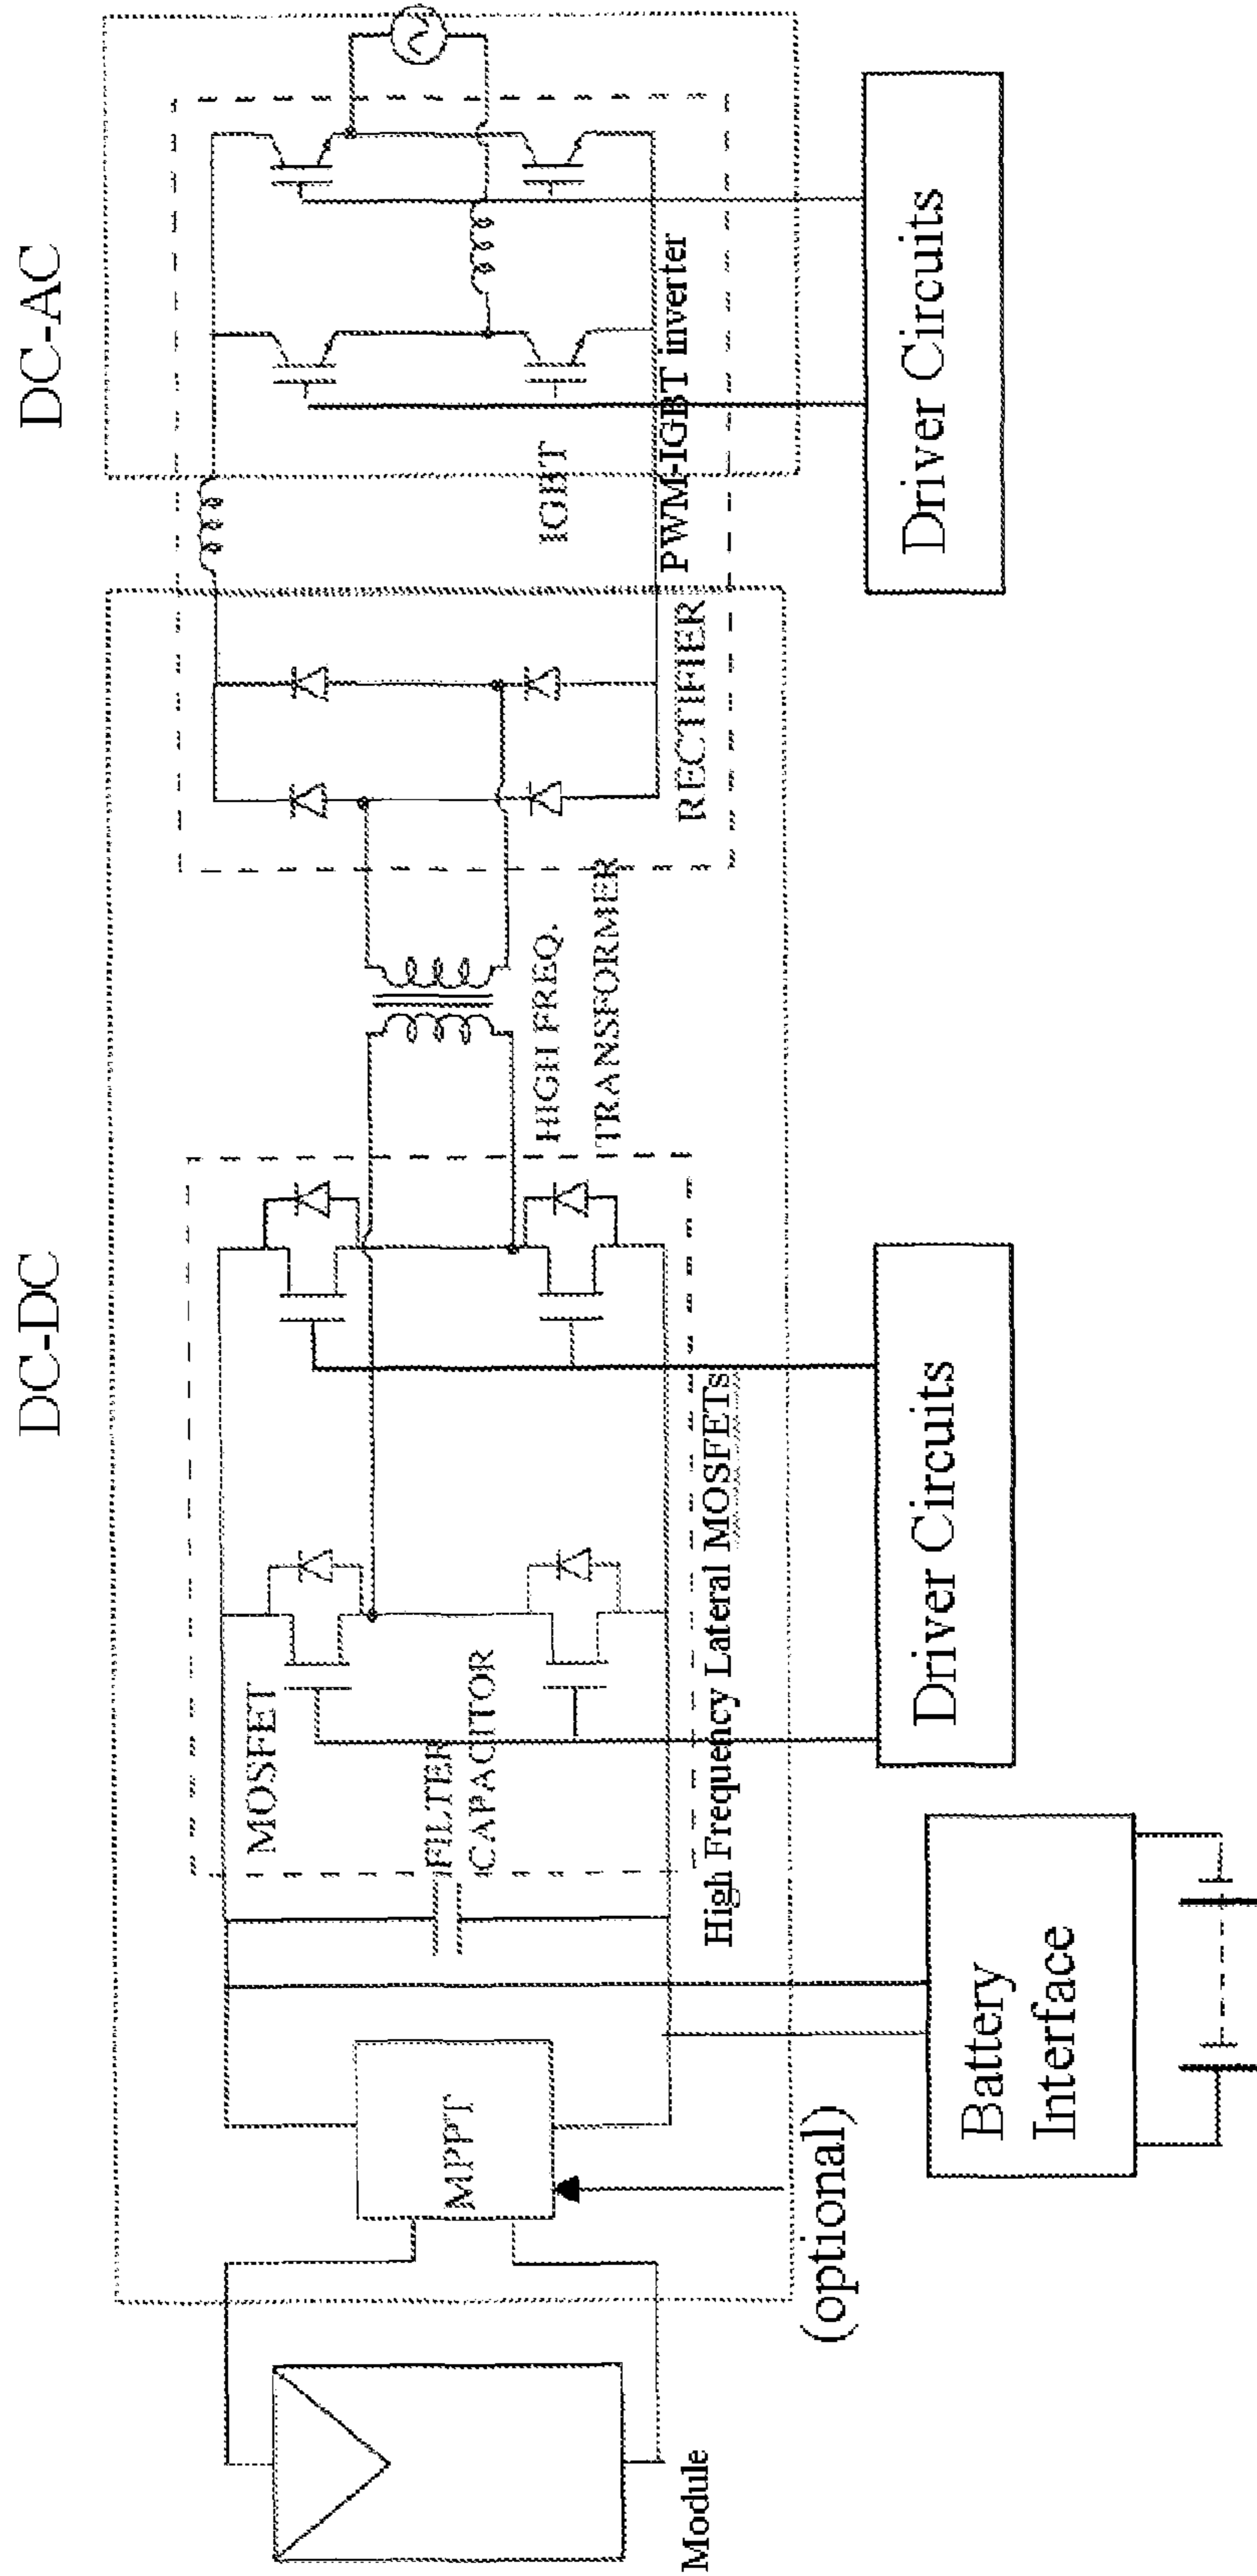 DC-DC
DC-AC
Module
MPPT
(optional)
Battery
Interface
FILTER
CAPACITOR
MOSFET
High Frequency Lateral MOSFETs
Driver Circuits
HIGH FREQ.
TRANSFORMER
RECTIFIER
IGBT
PWM-IGBT inverter
Driver Circuits